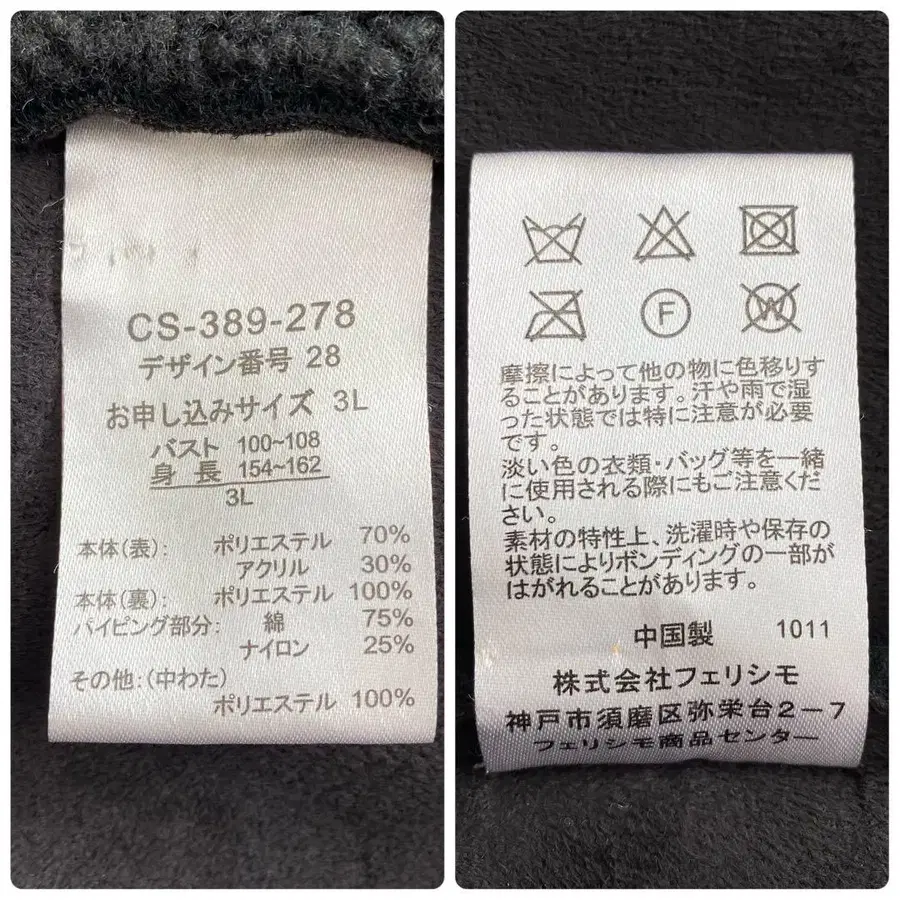 CS-389-278
デザイン番号 28
お申し込みサイズ 3L
バスト 100~108
身長 154~162
3L
本体(表): ポリエステル 70%
アクリル 30%
本体(裏): ポリエステル 100%
パイピング部分: 綿 75%
ナイロン 25%
その他:(中わた)
ポリエステル 100%
F
W
摩擦によって他の物に色移りす
ることがあります。汗や雨で湿
った状態では特に注意が必要
です。
淡い色の衣類・バッグ等を一緒
に使用される際にもご注意くだ
さい。
素材の特性上、洗濯時や保存の
状態によりボンディングの一部が
はがれることがあります。
中国製 1011
株式会社フェリシモ
神戸市須磨区弥栄台2-7
フェリシモ商品センター